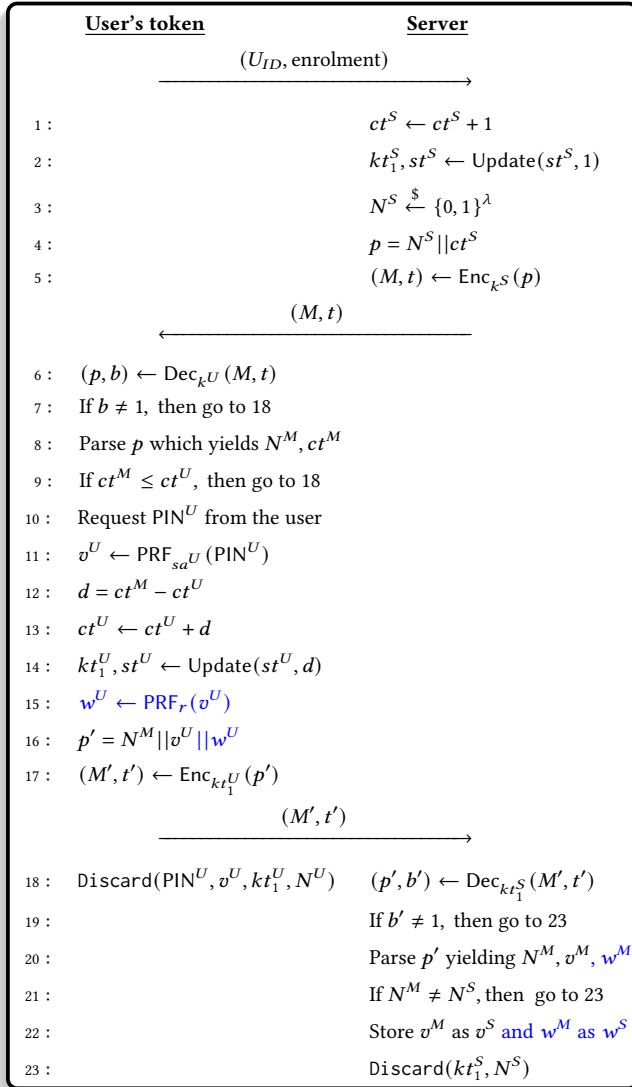 User's token Server
(U_ID, enrolment)
1 : ct^S ← ct^S + 1
2 : kt_1^S, st^S ← Update(st^S, 1)
3 : N^S ←$ {0, 1}^λ
4 : p = N^S||ct^S
5 : (M, t) ← Enc_{k^S}(p)
(M, t)
6 : (p, b) ← Dec_{k^U}(M, t)
7 : If b ≠ 1, then go to 18
8 : Parse p which yields N^M, ct^M
9 : If ct^M ≤ ct^U, then go to 18
10 : Request PIN^U from the user
11 : v^U ← PRF_{sa^U}(PIN^U)
12 : d = ct^M − ct^U
13 : ct^U ← ct^U + d
14 : kt_1^U, st^U ← Update(st^U, d)
15 : w^U ← PRF_r(v^U)
16 : p′ = N^M||v^U||w^U
17 : (M′, t′) ← Enc_{kt_1^U}(p′)
(M′, t′)
18 : Discard(PIN^U, v^U, kt_1^U, N^U) (p′, b′) ← Dec_{kt_1^S}(M′, t′)
19 : If b′ ≠ 1, then go to 23
20 : Parse p′ yielding N^M, v^M, w^M
21 : If N^M ≠ N^S, then go to 23
22 : Store v^M as v^S and w^M as w^S
23 : Discard(kt_1^S, N^S)